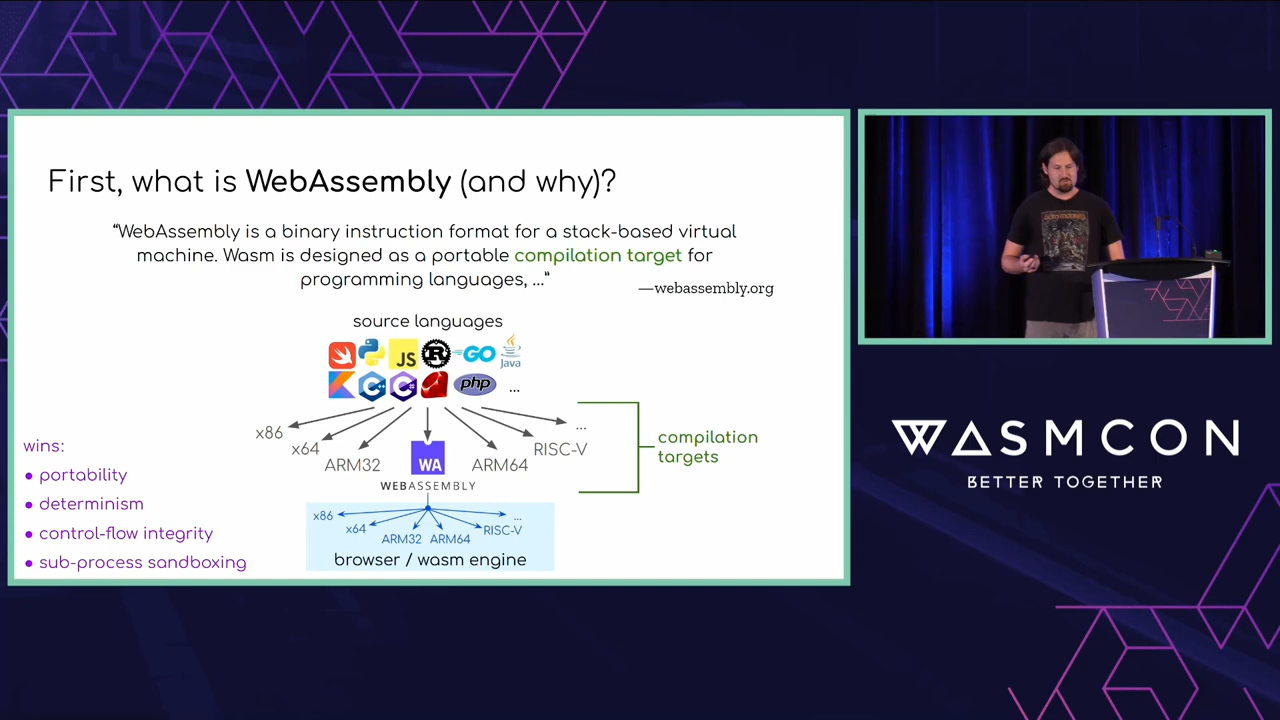 First, what is WebAssembly (and why)?
“WebAssembly is a binary instruction format for a stack-based virtual
machine. Wasm is designed as a portable compilation target for
programming languages, ...”
—webassembly.org
source languages
JS
R
GO
Java
php
...
x86
x64
ARM32
WA
WEBASSEMBLY
ARM64
RISC-V
...
compilation
targets
wins:
• portability
• determinism
• control-flow integrity
• sub-process sandboxing
x86
x64
ARM32
ARM64
RISC-V
...
browser / wasm engine
WASMCON
BETTER TOGETHER